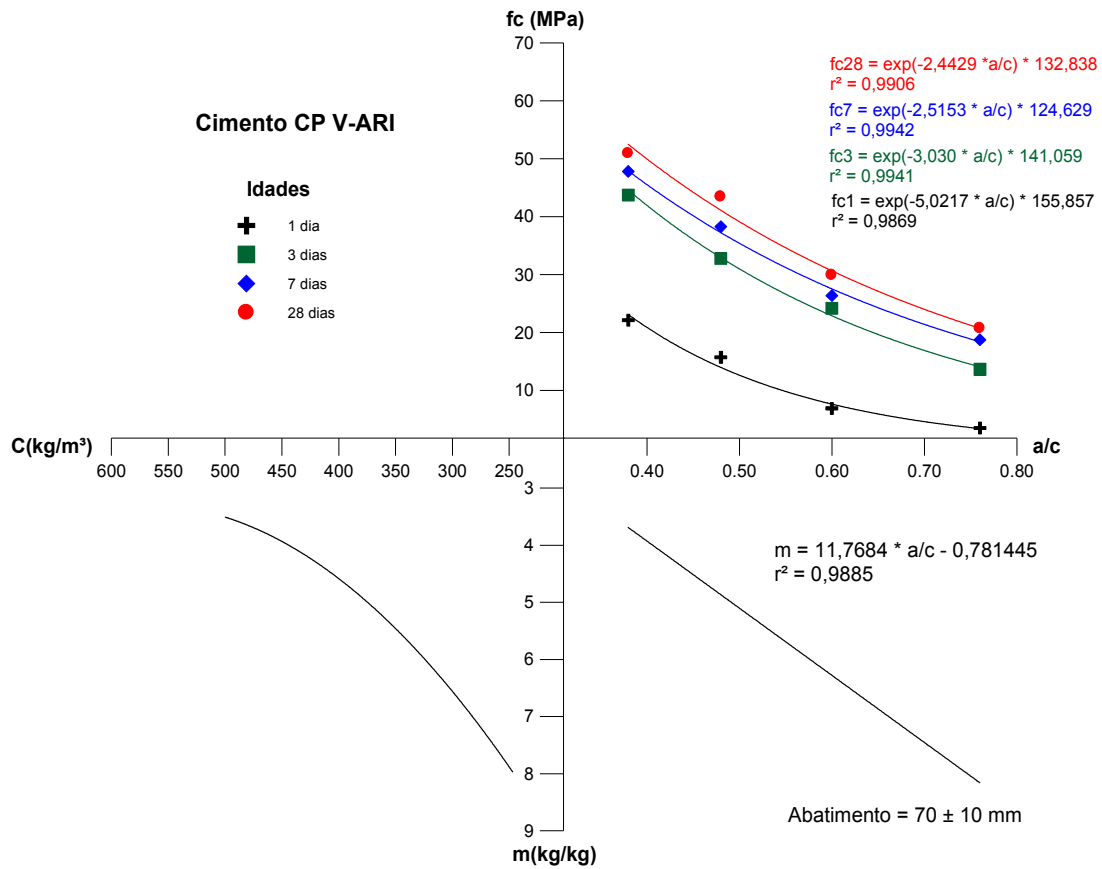 fc (MPa)
70
60
50
40
30
20
10
fc28 = exp(-2,4429 *a/c) * 132,838
r² = 0,9906
fc7 = exp(-2,5153 * a/c) * 124,629
r² = 0,9942
fc3 = exp(-3,030 * a/c) * 141,059
r² = 0,9941
fc1 = exp(-5,0217 * a/c) * 155,857
r² = 0,9869
Cimento CP V-ARI
Idades
1 dia
3 dias
7 dias
28 dias
C(kg/m³)
a/c
600 550 500 450 400 350 300 250
0.40 0.50 0.60 0.70 0.80
3
4
5
6
7
8
9
m = 11,7684 * a/c - 0,781445
r² = 0,9885
Abatimento = 70 ± 10 mm
m(kg/kg)